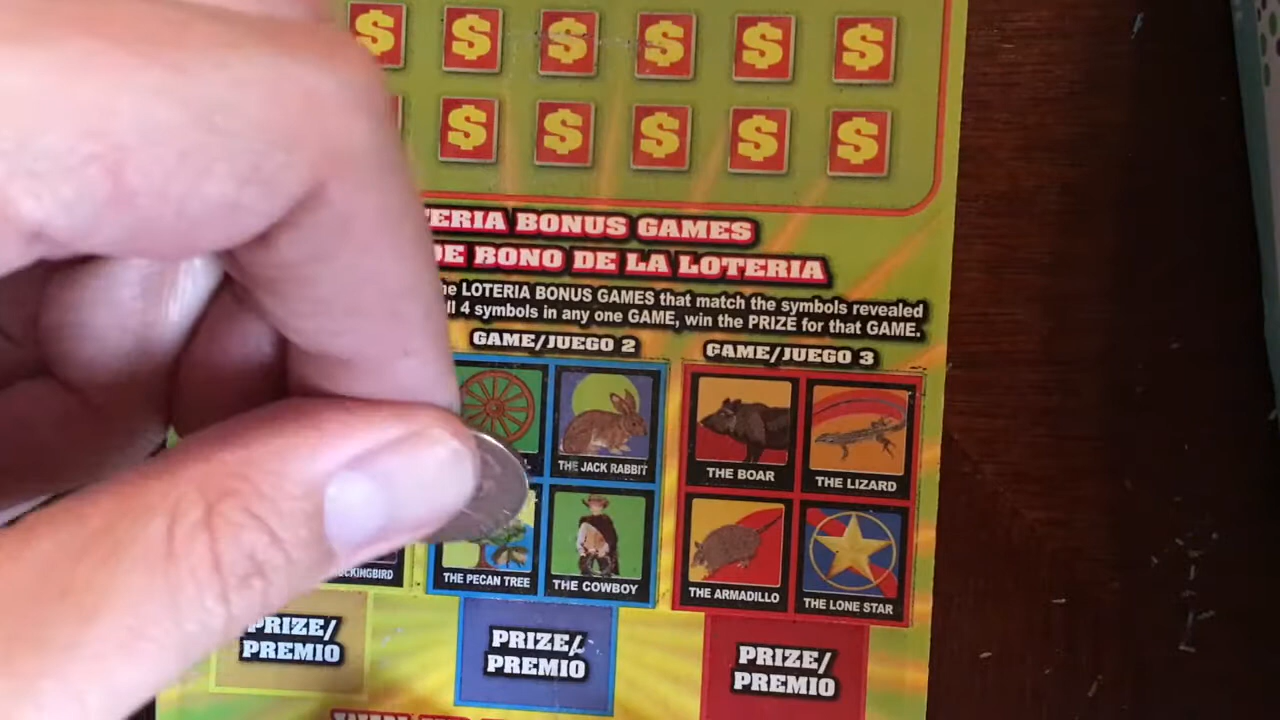 $ $ $ $ $ $
$ $ $ $ $
TERIA BONUS GAMES
DE BONO DE LA LOTERIA
LOTERIA BONUS GAMES that match the symbols revealed
4 symbols in any one GAME, win the PRIZE for that GAME.
GAME/JUEGO 2 GAME/JUEGO 3
THE JACK RABBIT THE BOAR THE LIZARD
OCKINGBIRD THE PECAN TREE THE COWBOY THE ARMADILLO THE LONE STAR
PRIZE/ PRIZE/ PRIZE/
PREMIO PREMIO PREMIO